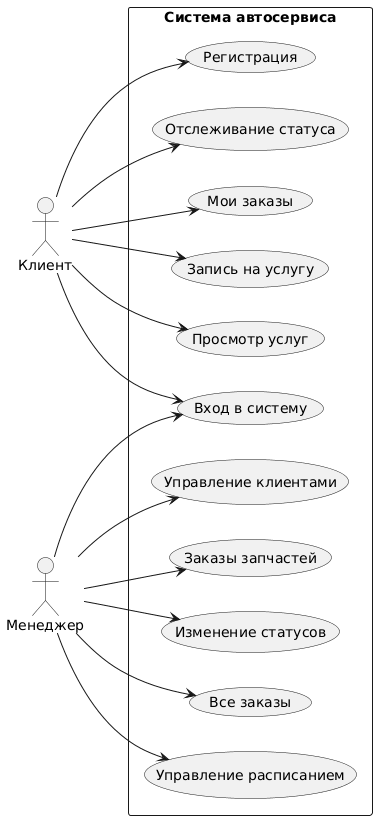 Система автосервиса
Регистрация
Отслеживание статуса
Мои заказы
Клиент
Запись на услугу
Просмотр услуг
Вход в систему
Управление клиентами
Заказы запчастей
Менеджер
Изменение статусов
Все заказы
Управление расписанием